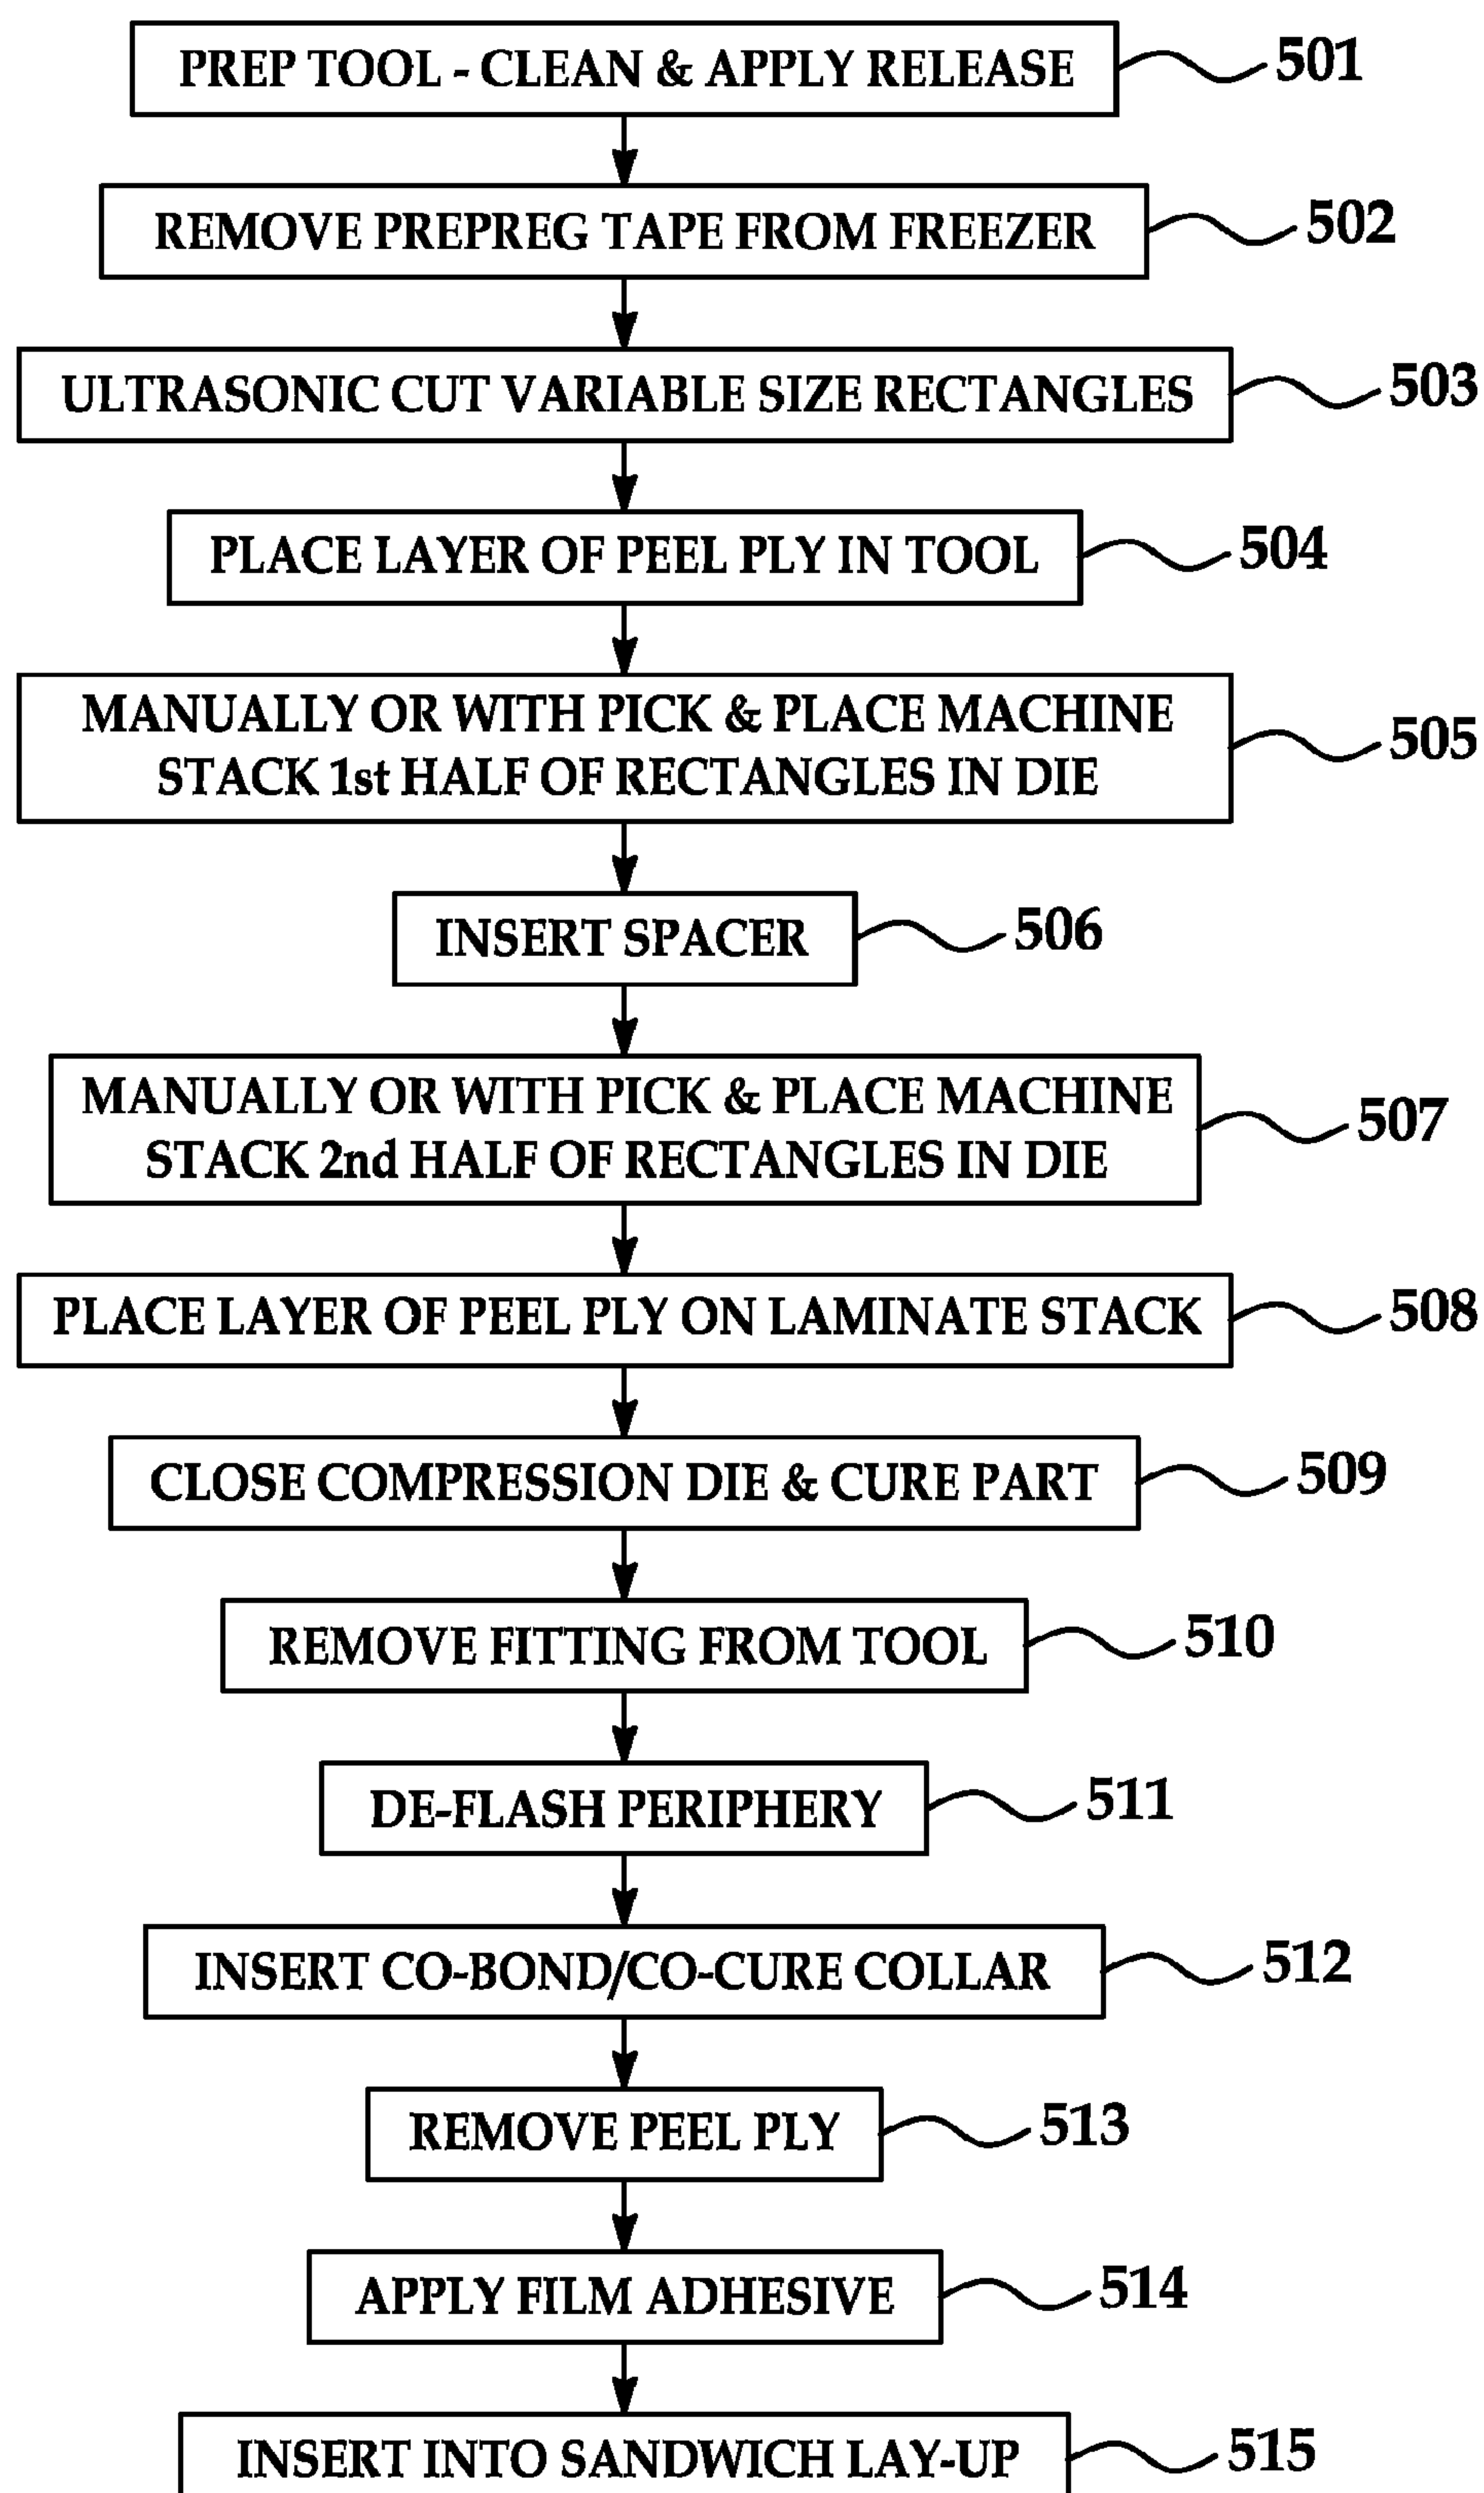 PREP TOOL - CLEAN & APPLY RELEASE
501
REMOVE PREPREG TAPE FROM FREEZER
502
ULTRASONIC CUT VARIABLE SIZE RECTANGLES
503
PLACE LAYER OF PEEL PLY IN TOOL
504
MANUALLY OR WITH PICK & PLACE MACHINE
STACK 1st HALF OF RECTANGLES IN DIE
505
INSERT SPACER
506
MANUALLY OR WITH PICK & PLACE MACHINE
STACK 2nd HALF OF RECTANGLES IN DIE
507
PLACE LAYER OF PEEL PLY ON LAMINATE STACK
508
CLOSE COMPRESSION DIE & CURE PART
509
REMOVE FITTING FROM TOOL
510
DE-FLASH PERIPHERY
511
INSERT CO-BOND/CO-CURE COLLAR
512
REMOVE PEEL PLY
513
APPLY FILM ADHESIVE
514
INSERT INTO SANDWICH LAY-UP
515